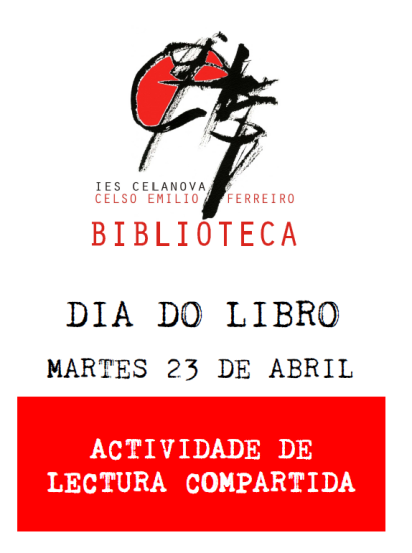 IES CELANOVA
CELSO EMILIO FERREIRO
BIBLIOTECA
DIA DO LIBRO
MARTES 23 DE ABRIL
ACTIVIDADE DE
LECTURA COMPARTIDA